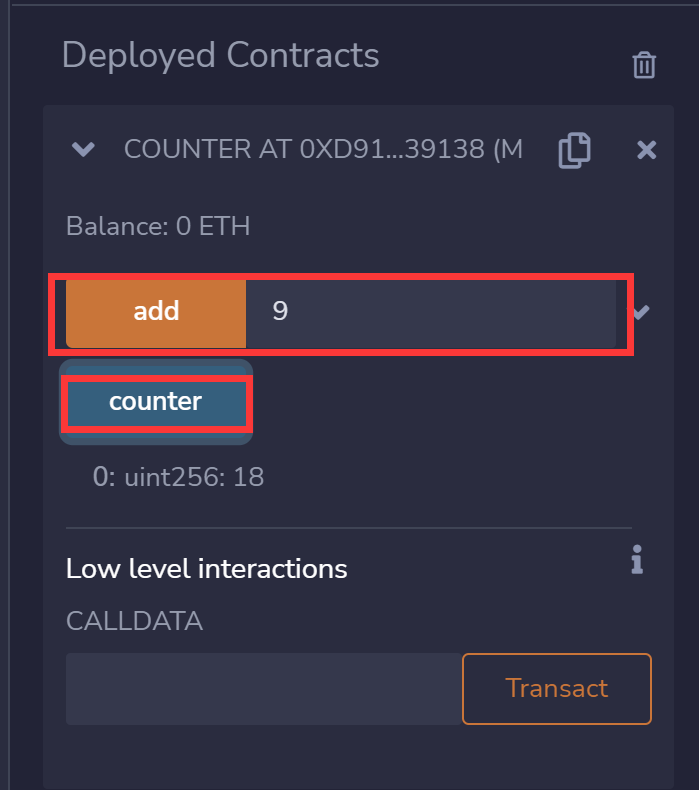 Deployed Contracts
COUNTER AT 0XD91...39138 (M
Balance: 0 ETH
add 9
counter
0: uint256: 18
Low level interactions
CALLDATA
Transact